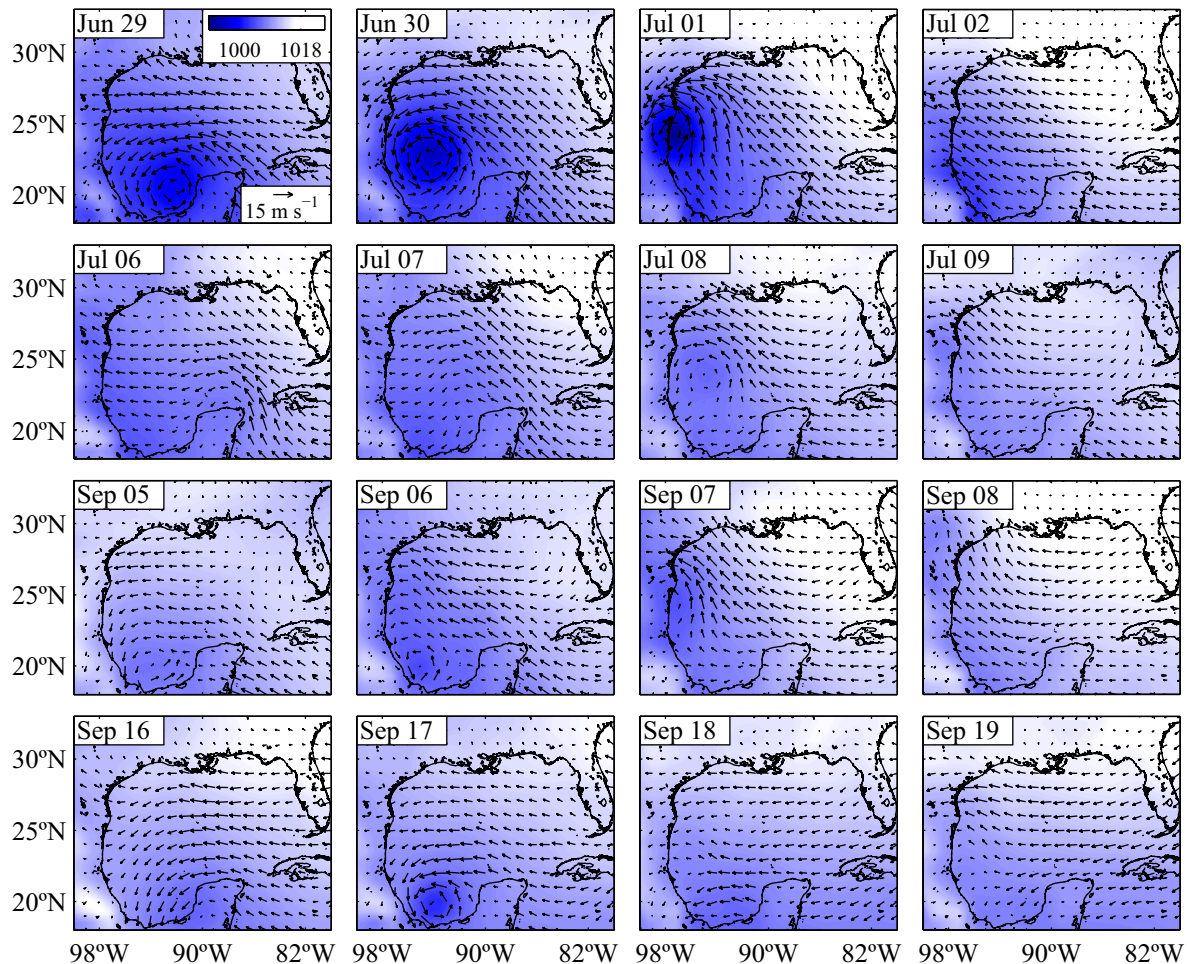 Jun 29
1000 1018
Jun 30
Jul 01
Jul 02
30ºN
25ºN
20ºN
15 m s⁻¹
Jul 06
Jul 07
Jul 08
Jul 09
30ºN
25ºN
20ºN
Sep 05
Sep 06
Sep 07
Sep 08
30ºN
25ºN
20ºN
Sep 16
Sep 17
Sep 18
Sep 19
30ºN
25ºN
20ºN
98ºW 90ºW 82ºW
98ºW 90ºW 82ºW
98ºW 90ºW 82ºW
98ºW 90ºW 82ºW